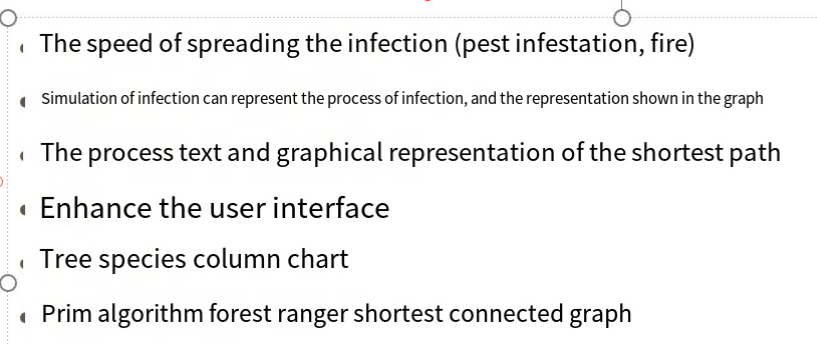 The speed of spreading the infection (pest infestation, fire)
Simulation of infection can represent the process of infection, and the representation shown in the graph
The process text and graphical representation of the shortest path
Enhance the user interface
Tree species column chart
Prim algorithm forest ranger shortest connected graph